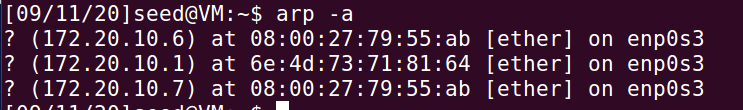 [09/11/20]seed@VM:~$ arp -a
? (172.20.10.6) at 08:00:27:79:55:ab [ether] on enp0s3
? (172.20.10.1) at 6e:4d:73:71:81:64 [ether] on enp0s3
? (172.20.10.7) at 08:00:27:79:55:ab [ether] on enp0s3
[09/11/20]seed@VM:~$